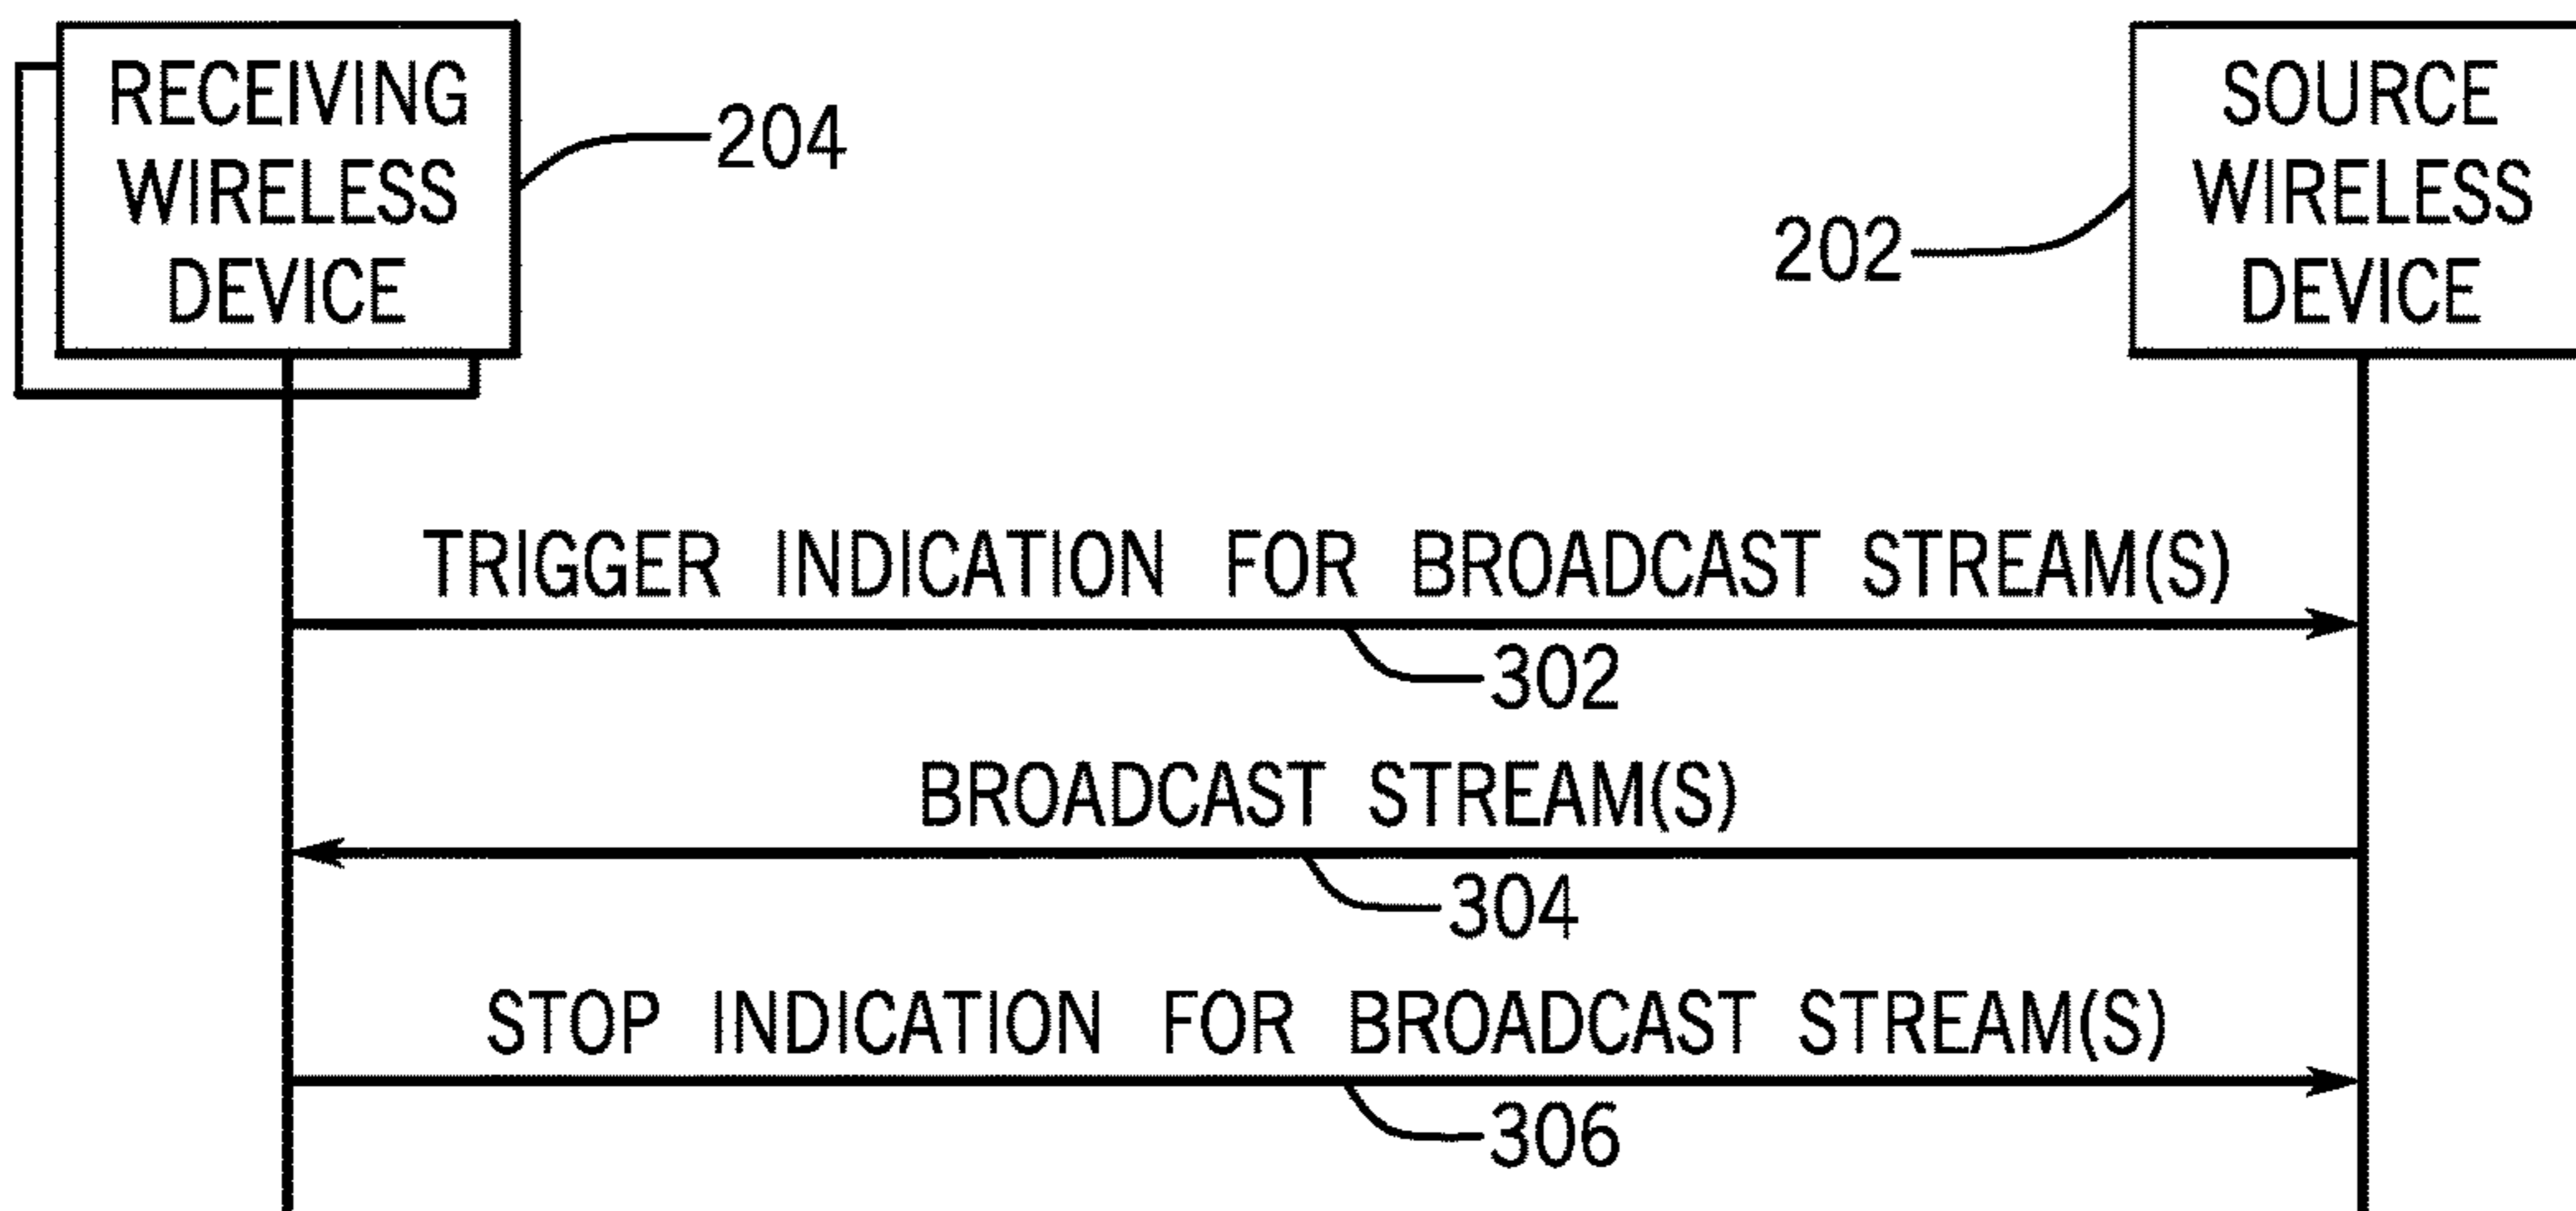 RECEIVING
WIRELESS
DEVICE
204
SOURCE
WIRELESS
DEVICE
202
TRIGGER INDICATION FOR BROADCAST STREAM(S)
302
BROADCAST STREAM(S)
304
STOP INDICATION FOR BROADCAST STREAM(S)
306